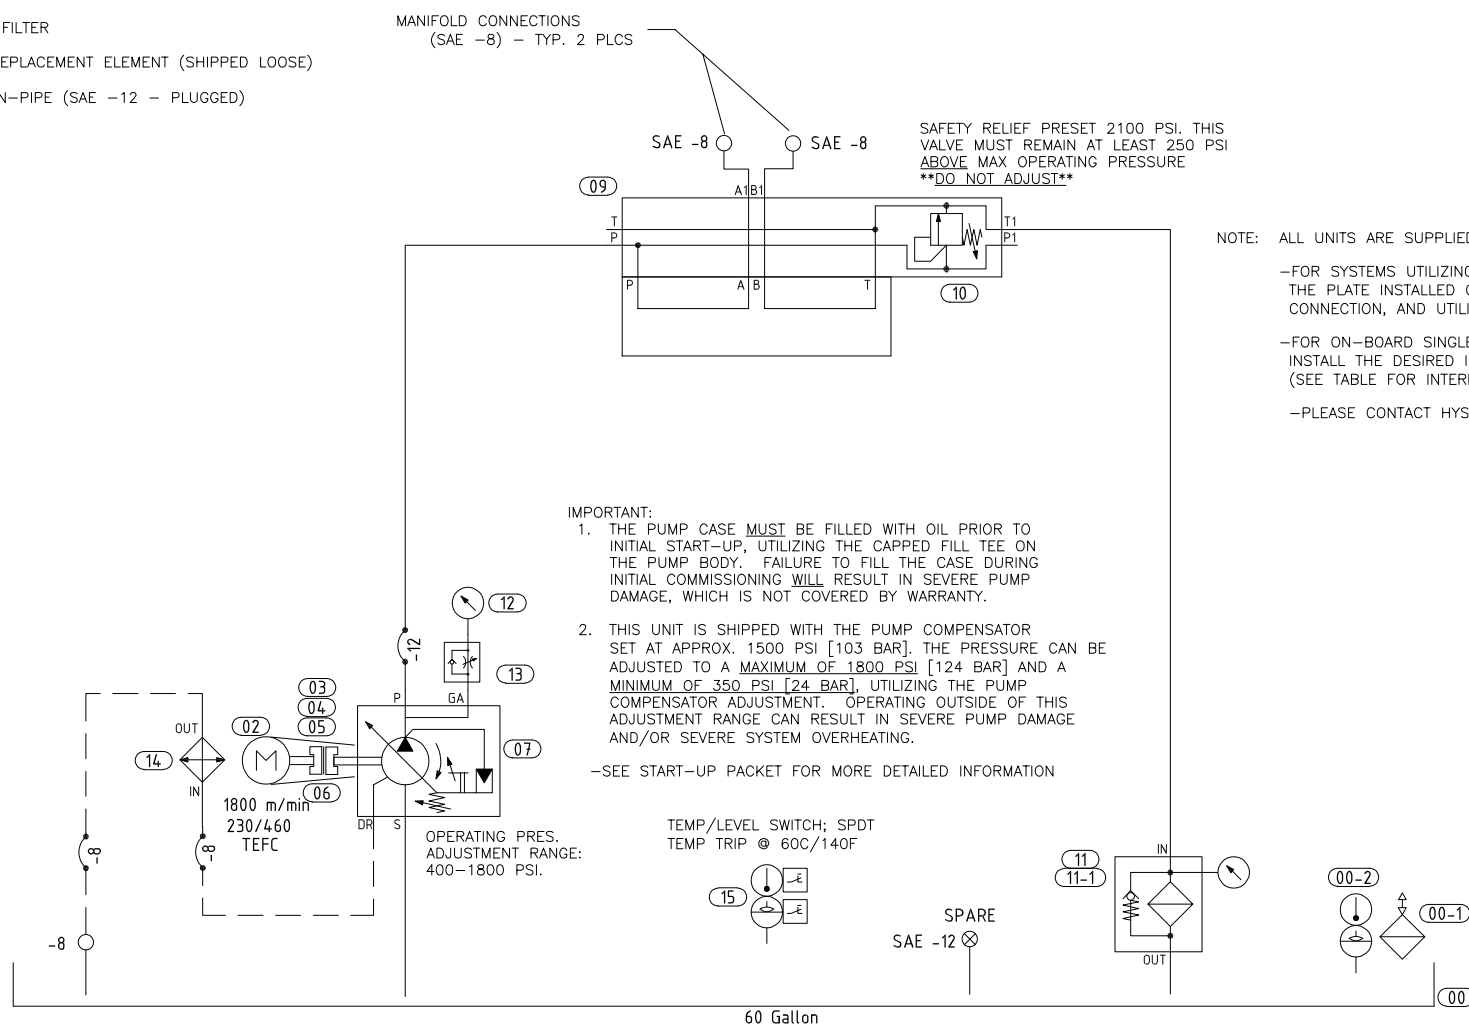 FILTER
EPLACEMENT ELEMENT (SHIPPED LOOSE)
N-PIPE (SAE -12 - PLUGGED)
MANIFOLD CONNECTIONS
(SAE -8) - TYP. 2 PLCS
SAE -8
SAE -8
SAFETY RELIEF PRESET 2100 PSI. THIS
VALVE MUST REMAIN AT LEAST 250 PSI
ABOVE MAX OPERATING PRESSURE
**DO NOT ADJUST**
09
A1 B1
T
P
T1
P1
P
A
B
T
10
NOTE: ALL UNITS ARE SUPPLIED
-FOR SYSTEMS UTILIZING
THE PLATE INSTALLED
CONNECTION, AND UTILI
-FOR ON-BOARD SINGLE
INSTALL THE DESIRED I
(SEE TABLE FOR INTER
-PLEASE CONTACT HYS
IMPORTANT:
1. THE PUMP CASE MUST BE FILLED WITH OIL PRIOR TO
INITIAL START-UP, UTILIZING THE CAPPED FILL TEE ON
THE PUMP BODY. FAILURE TO FILL THE CASE DURING
INITIAL COMMISSIONING WILL RESULT IN SEVERE PUMP
DAMAGE, WHICH IS NOT COVERED BY WARRANTY.
2. THIS UNIT IS SHIPPED WITH THE PUMP COMPENSATOR
SET AT APPROX. 1500 PSI [103 BAR]. THE PRESSURE CAN BE
ADJUSTED TO A MAXIMUM OF 1800 PSI [124 BAR] AND A
MINIMUM OF 350 PSI [24 BAR], UTILIZING THE PUMP
COMPENSATOR ADJUSTMENT. OPERATING OUTSIDE OF THIS
ADJUSTMENT RANGE CAN RESULT IN SEVERE PUMP DAMAGE
AND/OR SEVERE SYSTEM OVERHEATING.
-SEE START-UP PACKET FOR MORE DETAILED INFORMATION
12
-12
13
03
04
05
P
GA
OUT
02
14
M
07
IN
06
1800 m/min
230/460
TEFC
DR
S
OPERATING PRES.
ADJUSTMENT RANGE:
400-1800 PSI.
-8
-8
-8
TEMP/LEVEL SWITCH; SPDT
TEMP TRIP @ 60C/140F
15
SPARE
SAE -12
IN
11
11-1
OUT
00-2
00-1
00
60 Gallon